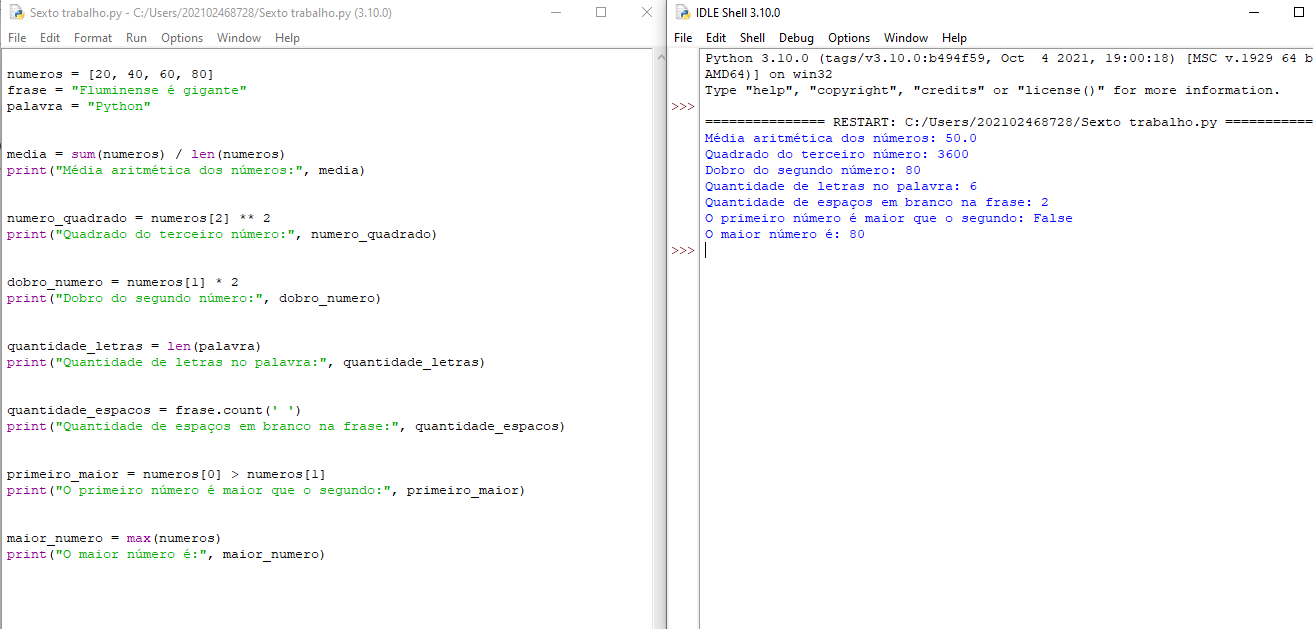 Sexto trabalho.py - C:/Users/202102468728/Sexto trabalho.py (3.10.0)
File Edit Format Run Options Window Help
numeros = [20, 40, 60, 80]
frase = "Fluminense é gigante"
palavra = "Python"
media = sum(numeros) / len(numeros)
print("Média aritmética dos números:", media)
numero_quadrado = numeros[2] ** 2
print("Quadrado do terceiro número:", numero_quadrado)
dobro_numero = numeros[1] * 2
print("Dobro do segundo número:", dobro_numero)
quantidade_letras = len(palavra)
print("Quantidade de letras no palavra:", quantidade_letras)
quantidade_espacos = frase.count(' ')
print("Quantidade de espaços em branco na frase:", quantidade_espacos)
primeiro_maior = numeros[0] > numeros[1]
print("O primeiro número é maior que o segundo:", primeiro_maior)
maior_numero = max(numeros)
print("O maior número é:", maior_numero)
IDLE Shell 3.10.0
File Edit Shell Debug Options Window Help
Python 3.10.0 (tags/v3.10.0:b494f59, Oct  4 2021, 19:00:18) [MSC v.1929 64 b
AMD64)] on win32
Type "help", "copyright", "credits" or "license()" for more information.
>>>
=============== RESTART: C:/Users/202102468728/Sexto trabalho.py ===========
Média aritmética dos números: 50.0
Quadrado do terceiro número: 3600
Dobro do segundo número: 80
Quantidade de letras no palavra: 6
Quantidade de espaços em branco na frase: 2
O primeiro número é maior que o segundo: False
O maior número é: 80
>>>